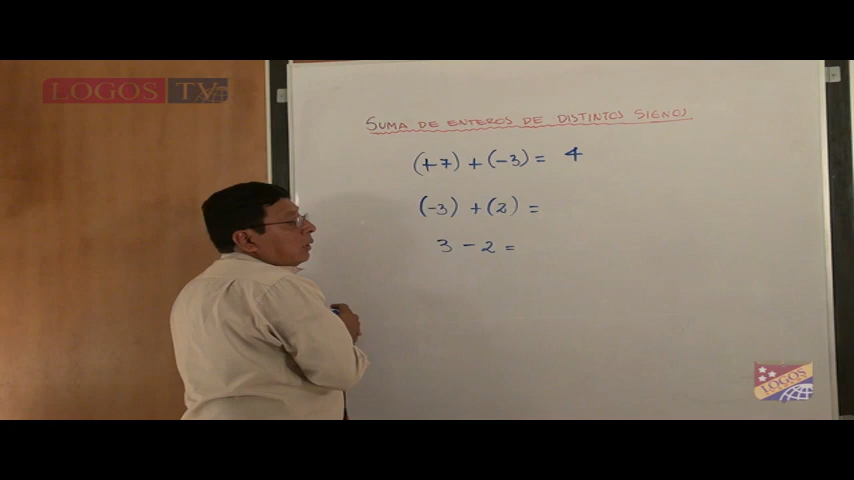 LOGOS TV
SUMA DE ENTEROS DE DISTINTOS SIGNOS
(+7) + (-3) = 4
(-3) + (2) =
3 - 2 =
LOGOS